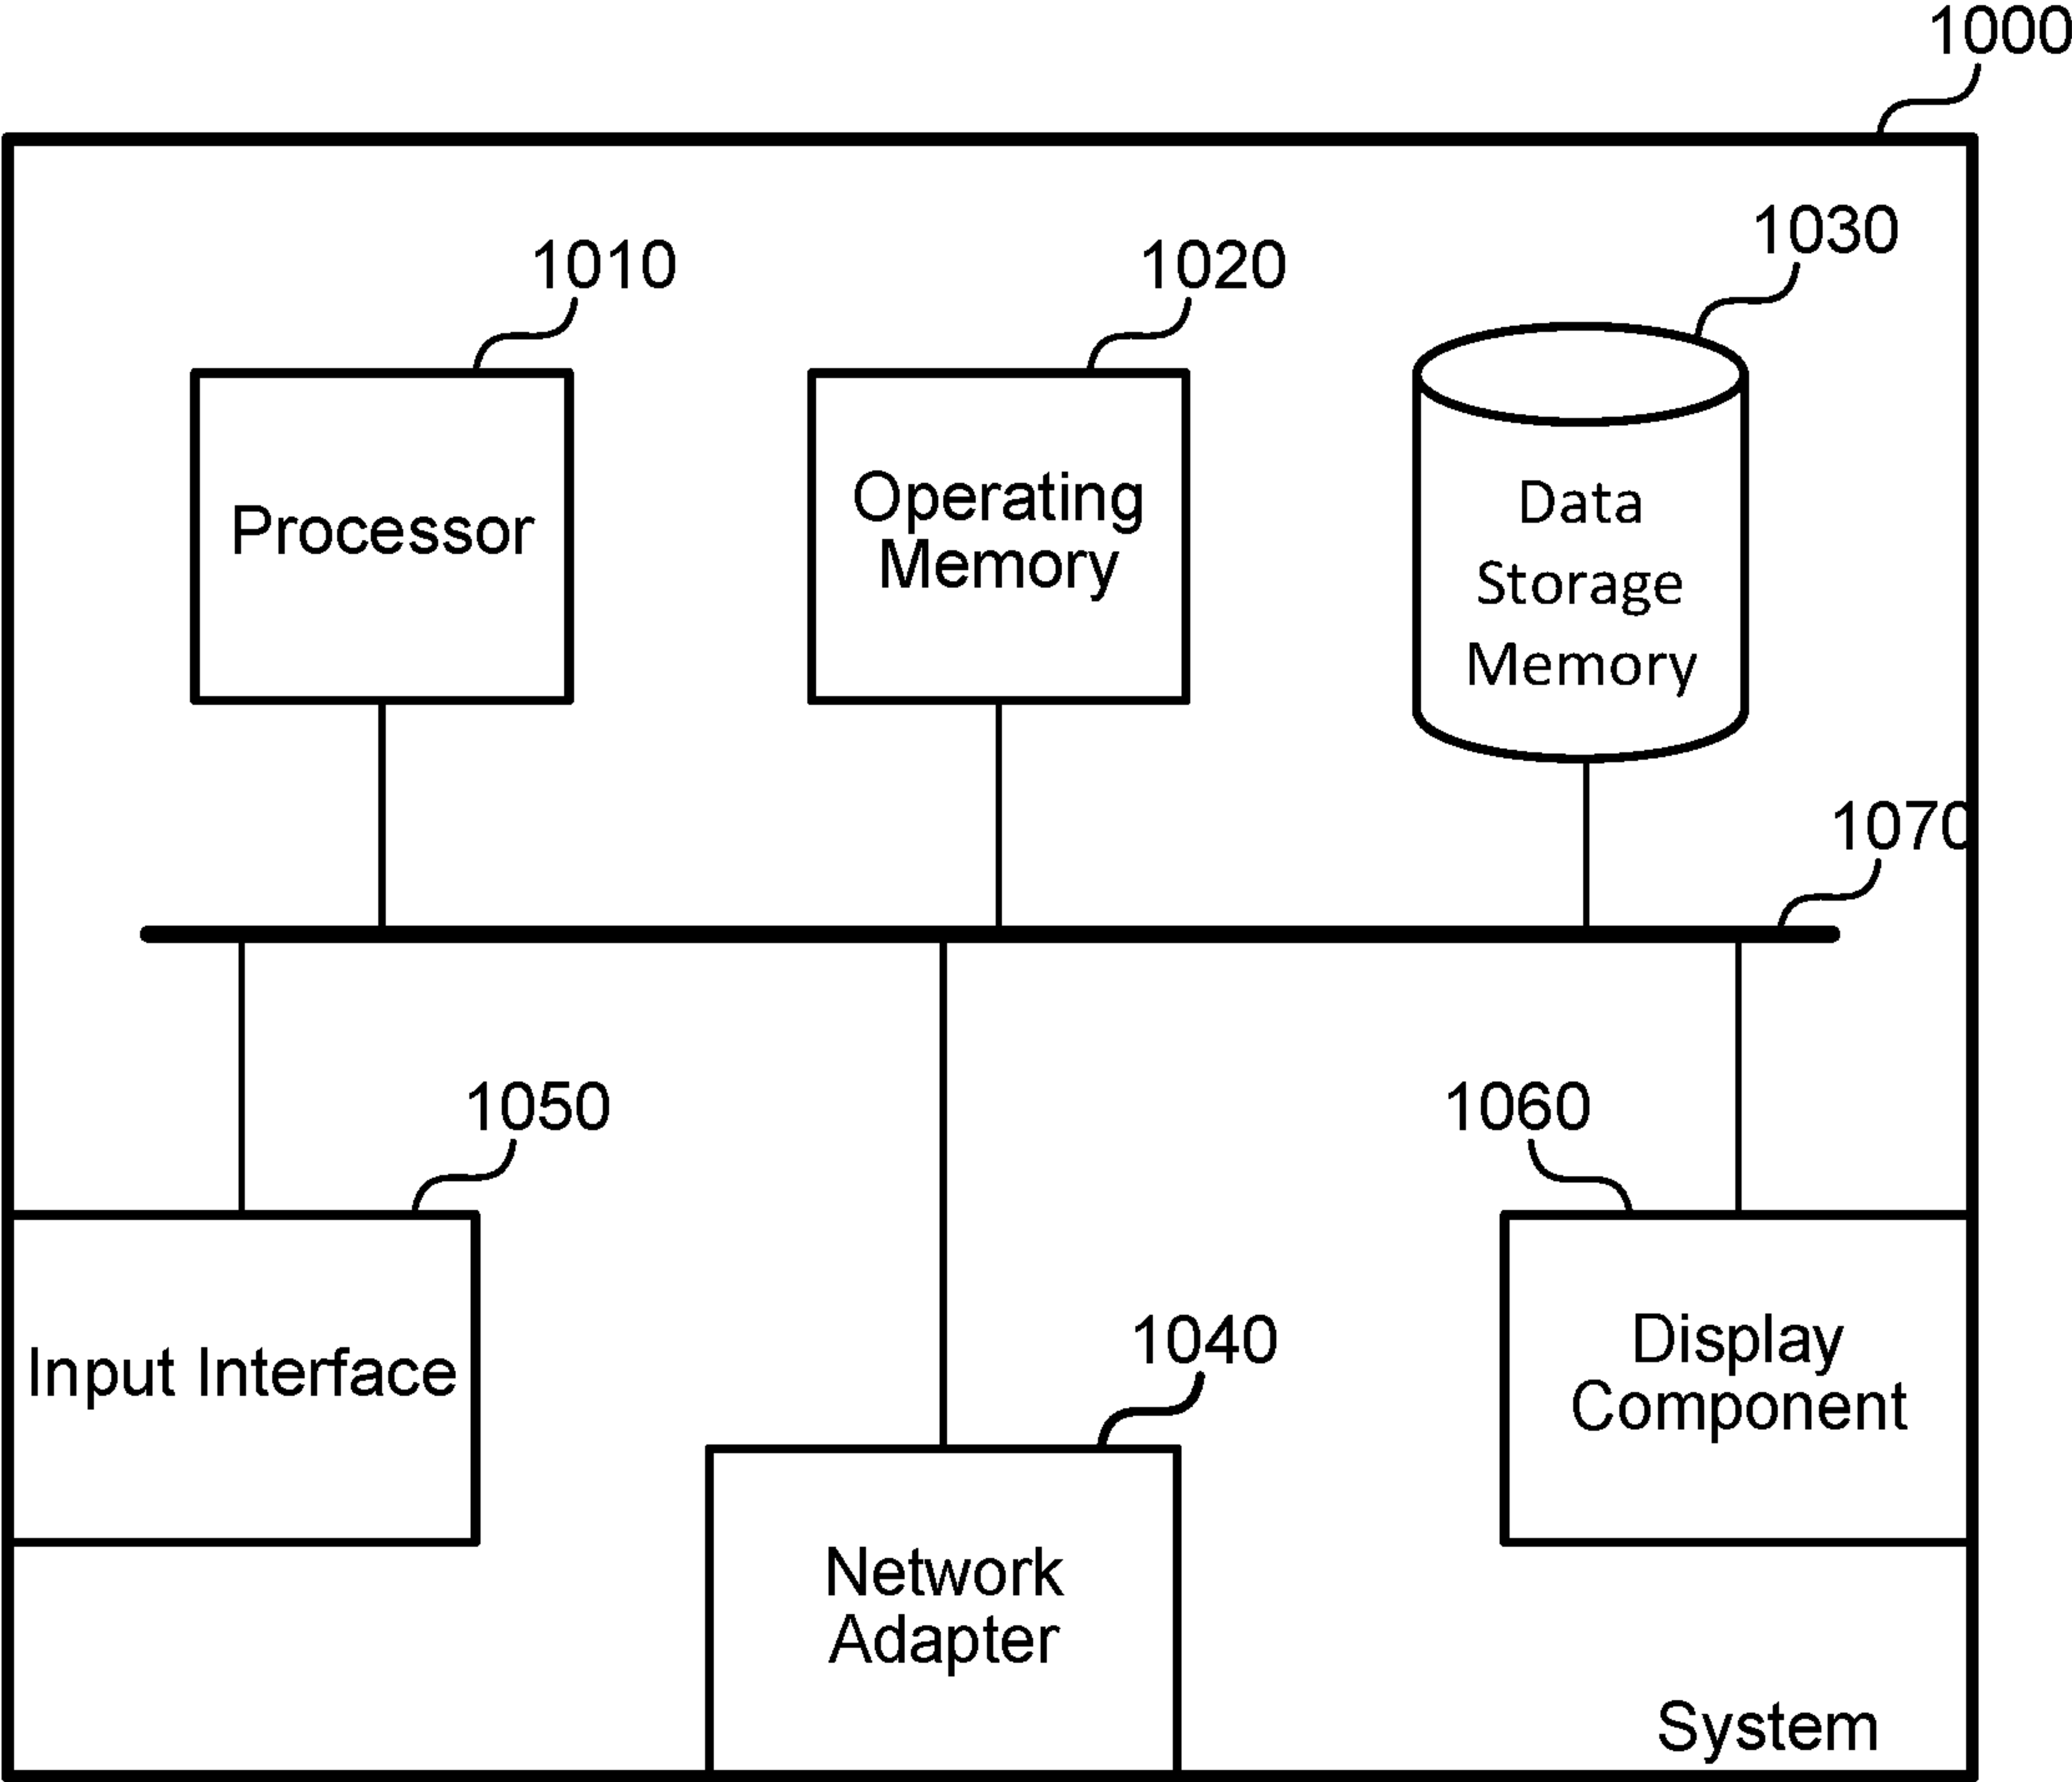 1000
1010
1020
1030
Processor
Operating
Memory
Data
Storage
Memory
1070
1050
1060
Input Interface
1040
Display
Component
Network
Adapter
System